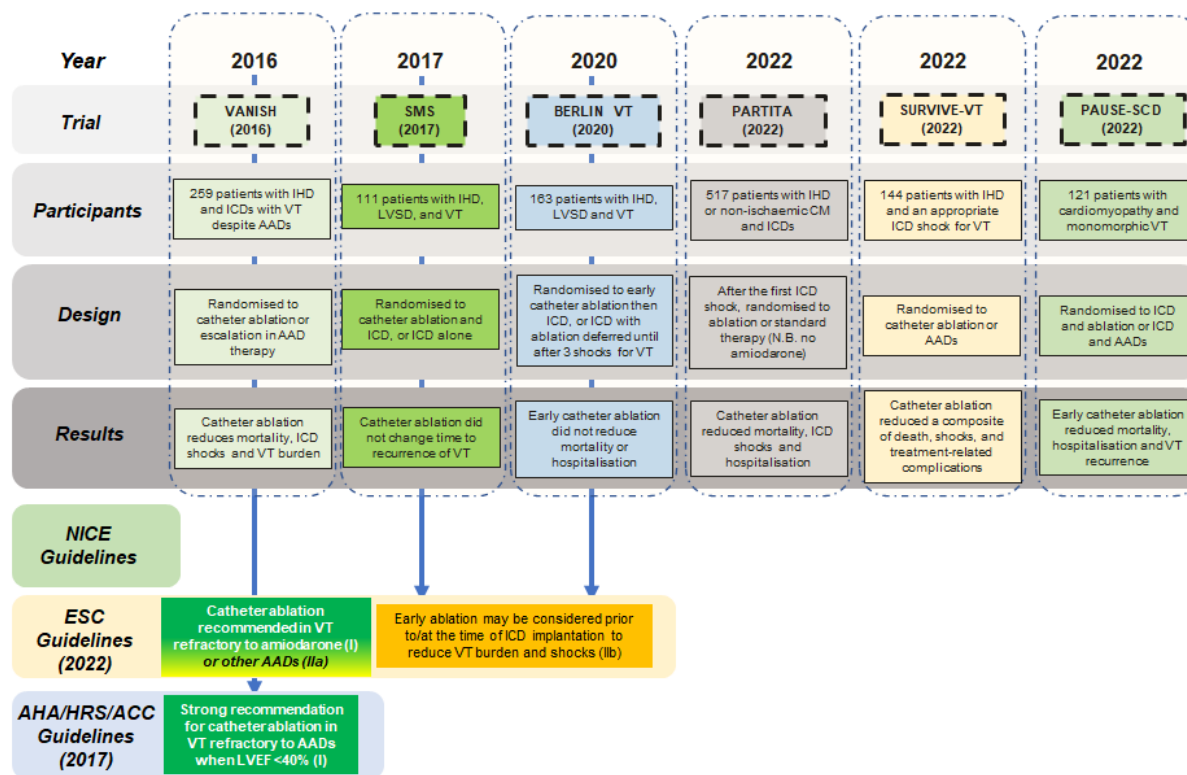 Year
2016
2017
2020
2022
2022
2022
Trial
VANISH
(2016)
SMS
(2017)
BERLIN VT
(2020)
PARTITA
(2022)
SURVIVE-VT
(2022)
PAUSE-SCD
(2022)
Participants
259 patients with IHD
and ICDs with VT
despite AADs
111 patients with IHD,
LVSD, and VT
163 patients with IHD,
LVSD and VT
517 patients with IHD
or non-ischaemic CM
and ICDs
144 patients with IHD
and an appropriate
ICD shock for VT
121 patients with
cardiomyopathy and
monomorphic VT
Design
Randomised to
catheter ablation or
escalation in AAD
therapy
Randomised to
catheter ablation and
ICD, or ICD alone
Randomised to early
catheter ablation then
ICD, or ICD with
ablation deferred until
after 3 shocks for VT
After the first ICD
shock, randomised to
ablation or standard
therapy (N.B. no
amiodarone)
Randomised to
catheter ablation or
AADs
Randomised to ICD
and ablation or ICD
and AADs
Results
Catheter ablation
reduces mortality, ICD
shocks and VT burden
Catheter ablation did
not change time to
recurrence of VT
Early catheter ablation
did not reduce
mortality or
hospitalisation
Catheter ablation
reduced mortality, ICD
shocks and
hospitalisation
Catheter ablation
reduced a composite
of death, shocks, and
treatment-related
complications
Early catheter ablation
reduced mortality,
hospitalisation and VT
recurrence
NICE
Guidelines
ESC
Guidelines
(2022)
Catheter ablation
recommended in VT
refractory to amiodarone (I)
or other AADs (IIa)
Early ablation may be considered prior
to/at the time of ICD implantation to
reduce VT burden and shocks (IIb)
AHA/HRS/ACC
Guidelines
(2017)
Strong recommendation
for catheter ablation in
VT refractory to AADs
when LVEF <40% (I)